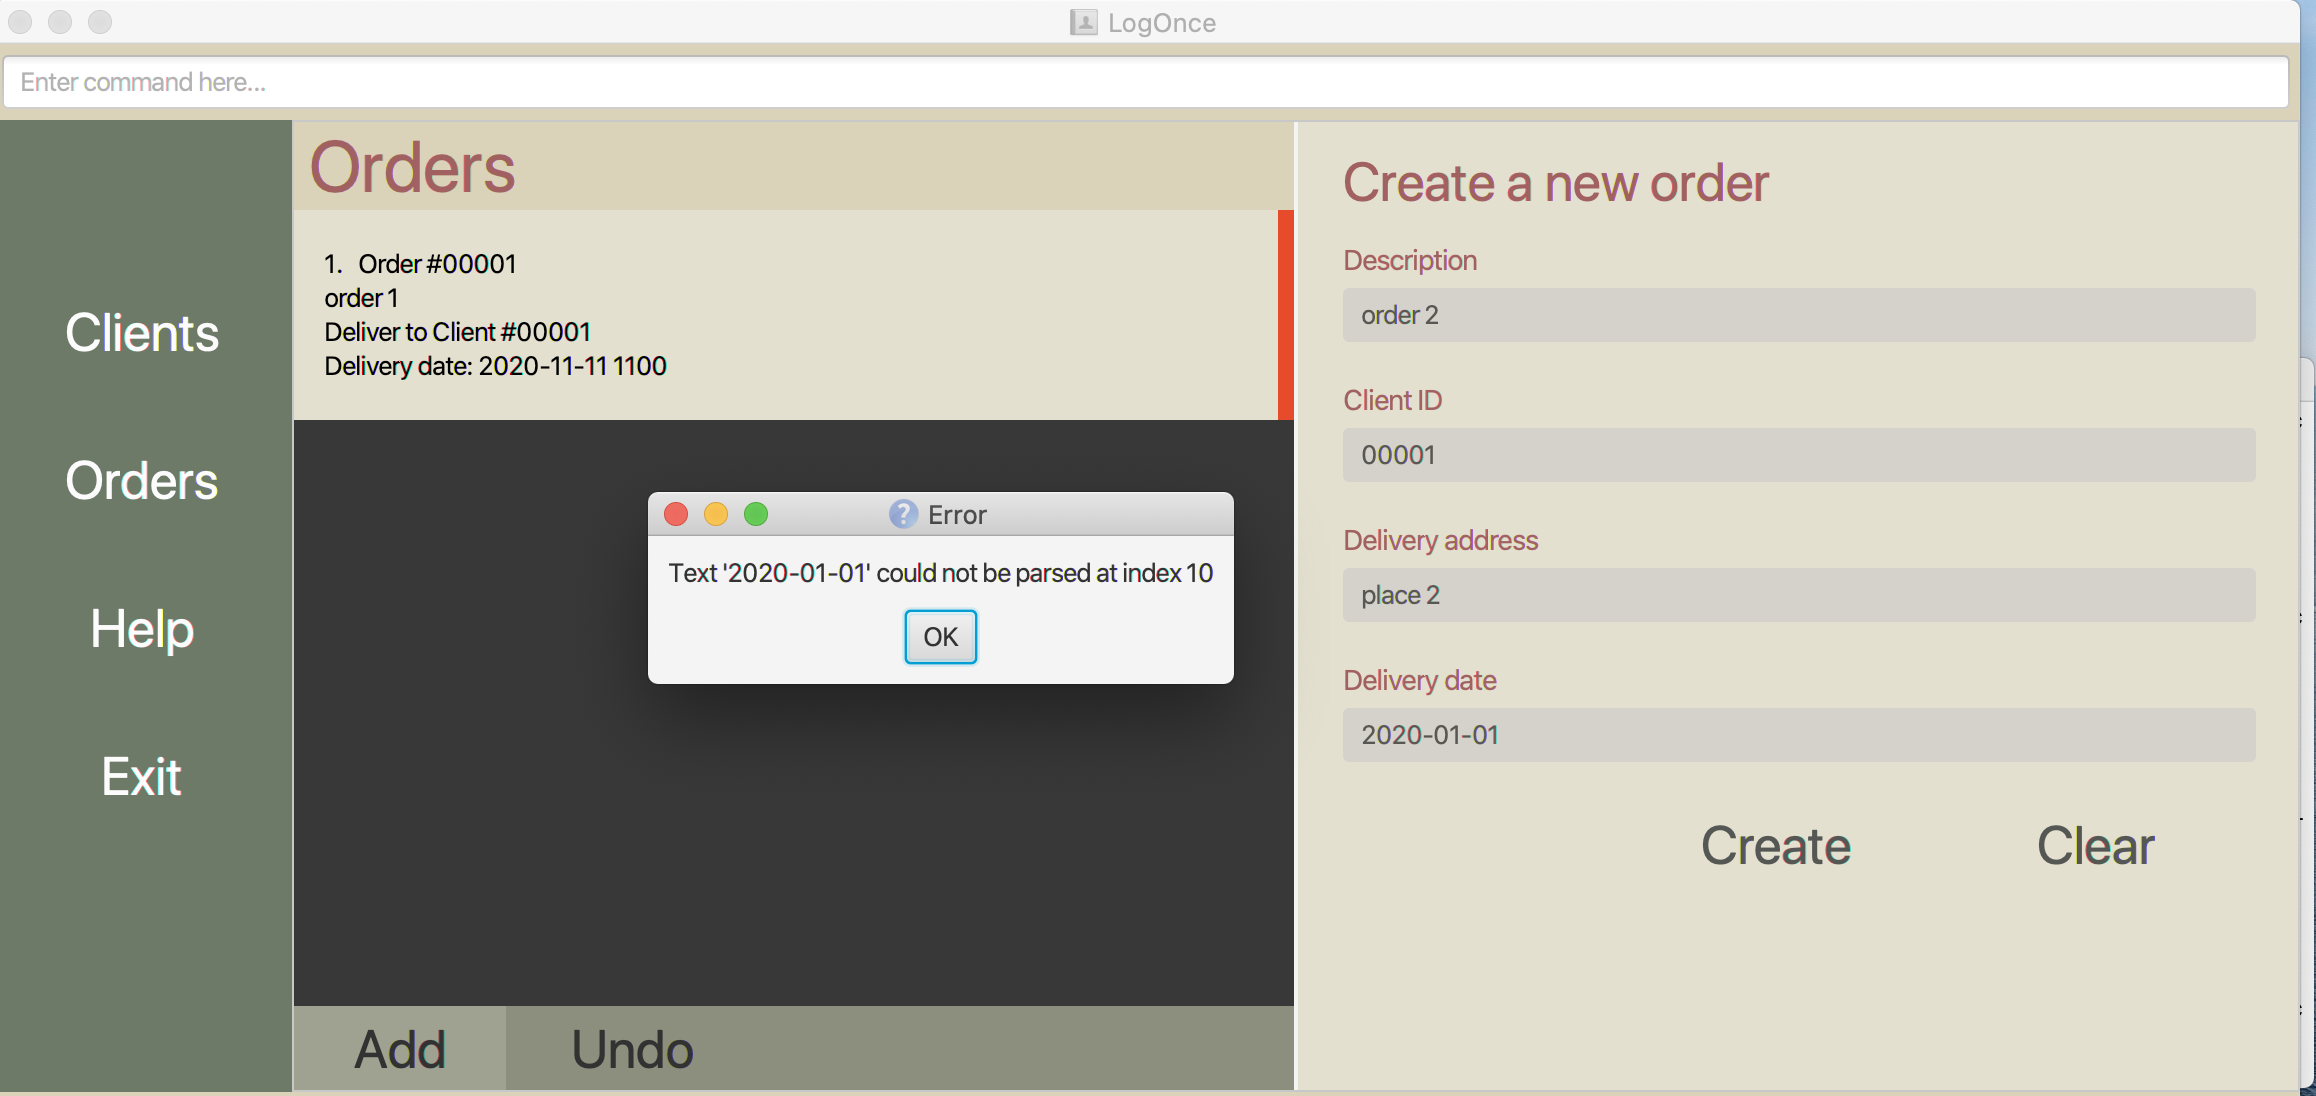 LogOnce
Enter command here...
Clients
Orders
Help
Exit
Orders
1. Order #00001
order 1
Deliver to Client #00001
Delivery date: 2020-11-11 1100
Error
Text '2020-01-01' could not be parsed at index 10
OK
Add
Undo
Create a new order
Description
order 2
Client ID
00001
Delivery address
place 2
Delivery date
2020-01-01
Create
Clear